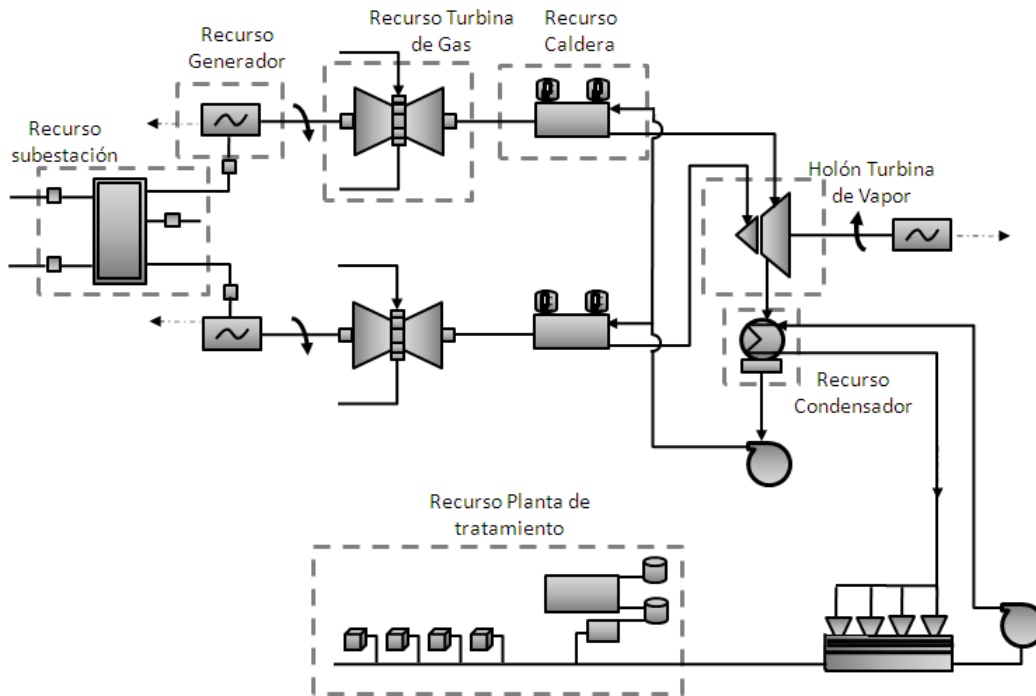 Recurso Turbina
de Gas
Recurso
Caldera
Recurso
Generador
Recurso
subestación
Holón Turbina
de Vapor
Recurso
Condensador
Recurso Planta de
tratamiento